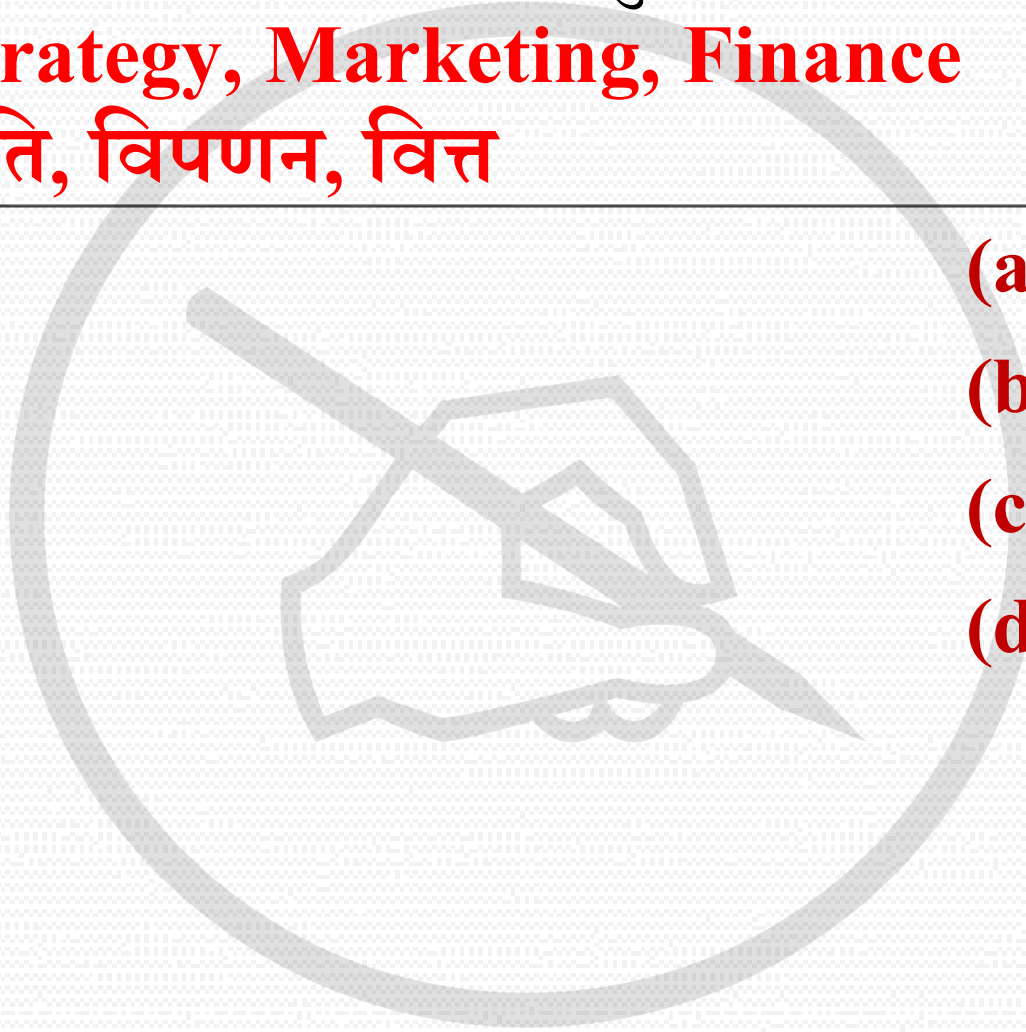 rategy, Marketing, Finance
ति, विपणन, वित्त
(a
(b
(c
(d